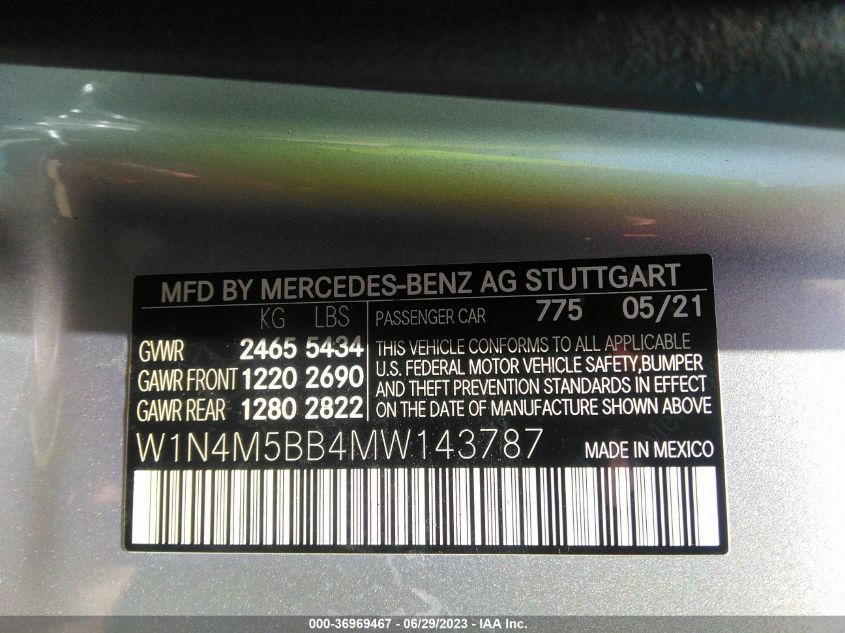 MFD BY MERCEDES-BENZ AG STUTTGART
KG LBS
GVWR 2465 5434
GAWR FRONT 1220 2690
GAWR REAR 1280 2822
PASSENGER CAR 775 05/21
THIS VEHICLE CONFORMS TO ALL APPLICABLE
U.S. FEDERAL MOTOR VEHICLE SAFETY,BUMPER
AND THEFT PREVENTION STANDARDS IN EFFECT
ON THE DATE OF MANUFACTURE SHOWN ABOVE
W1N4M5BB4MW143787 MADE IN MEXICO
000-36969467 - 06/29/2023 - IAA Inc.